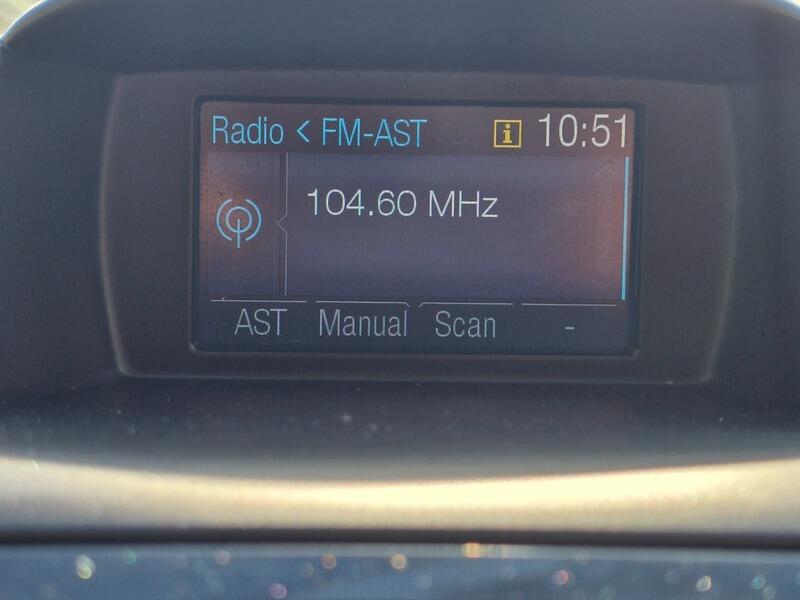 Radio < FM-AST i 10:51
104.60 MHz
AST Manual Scan -